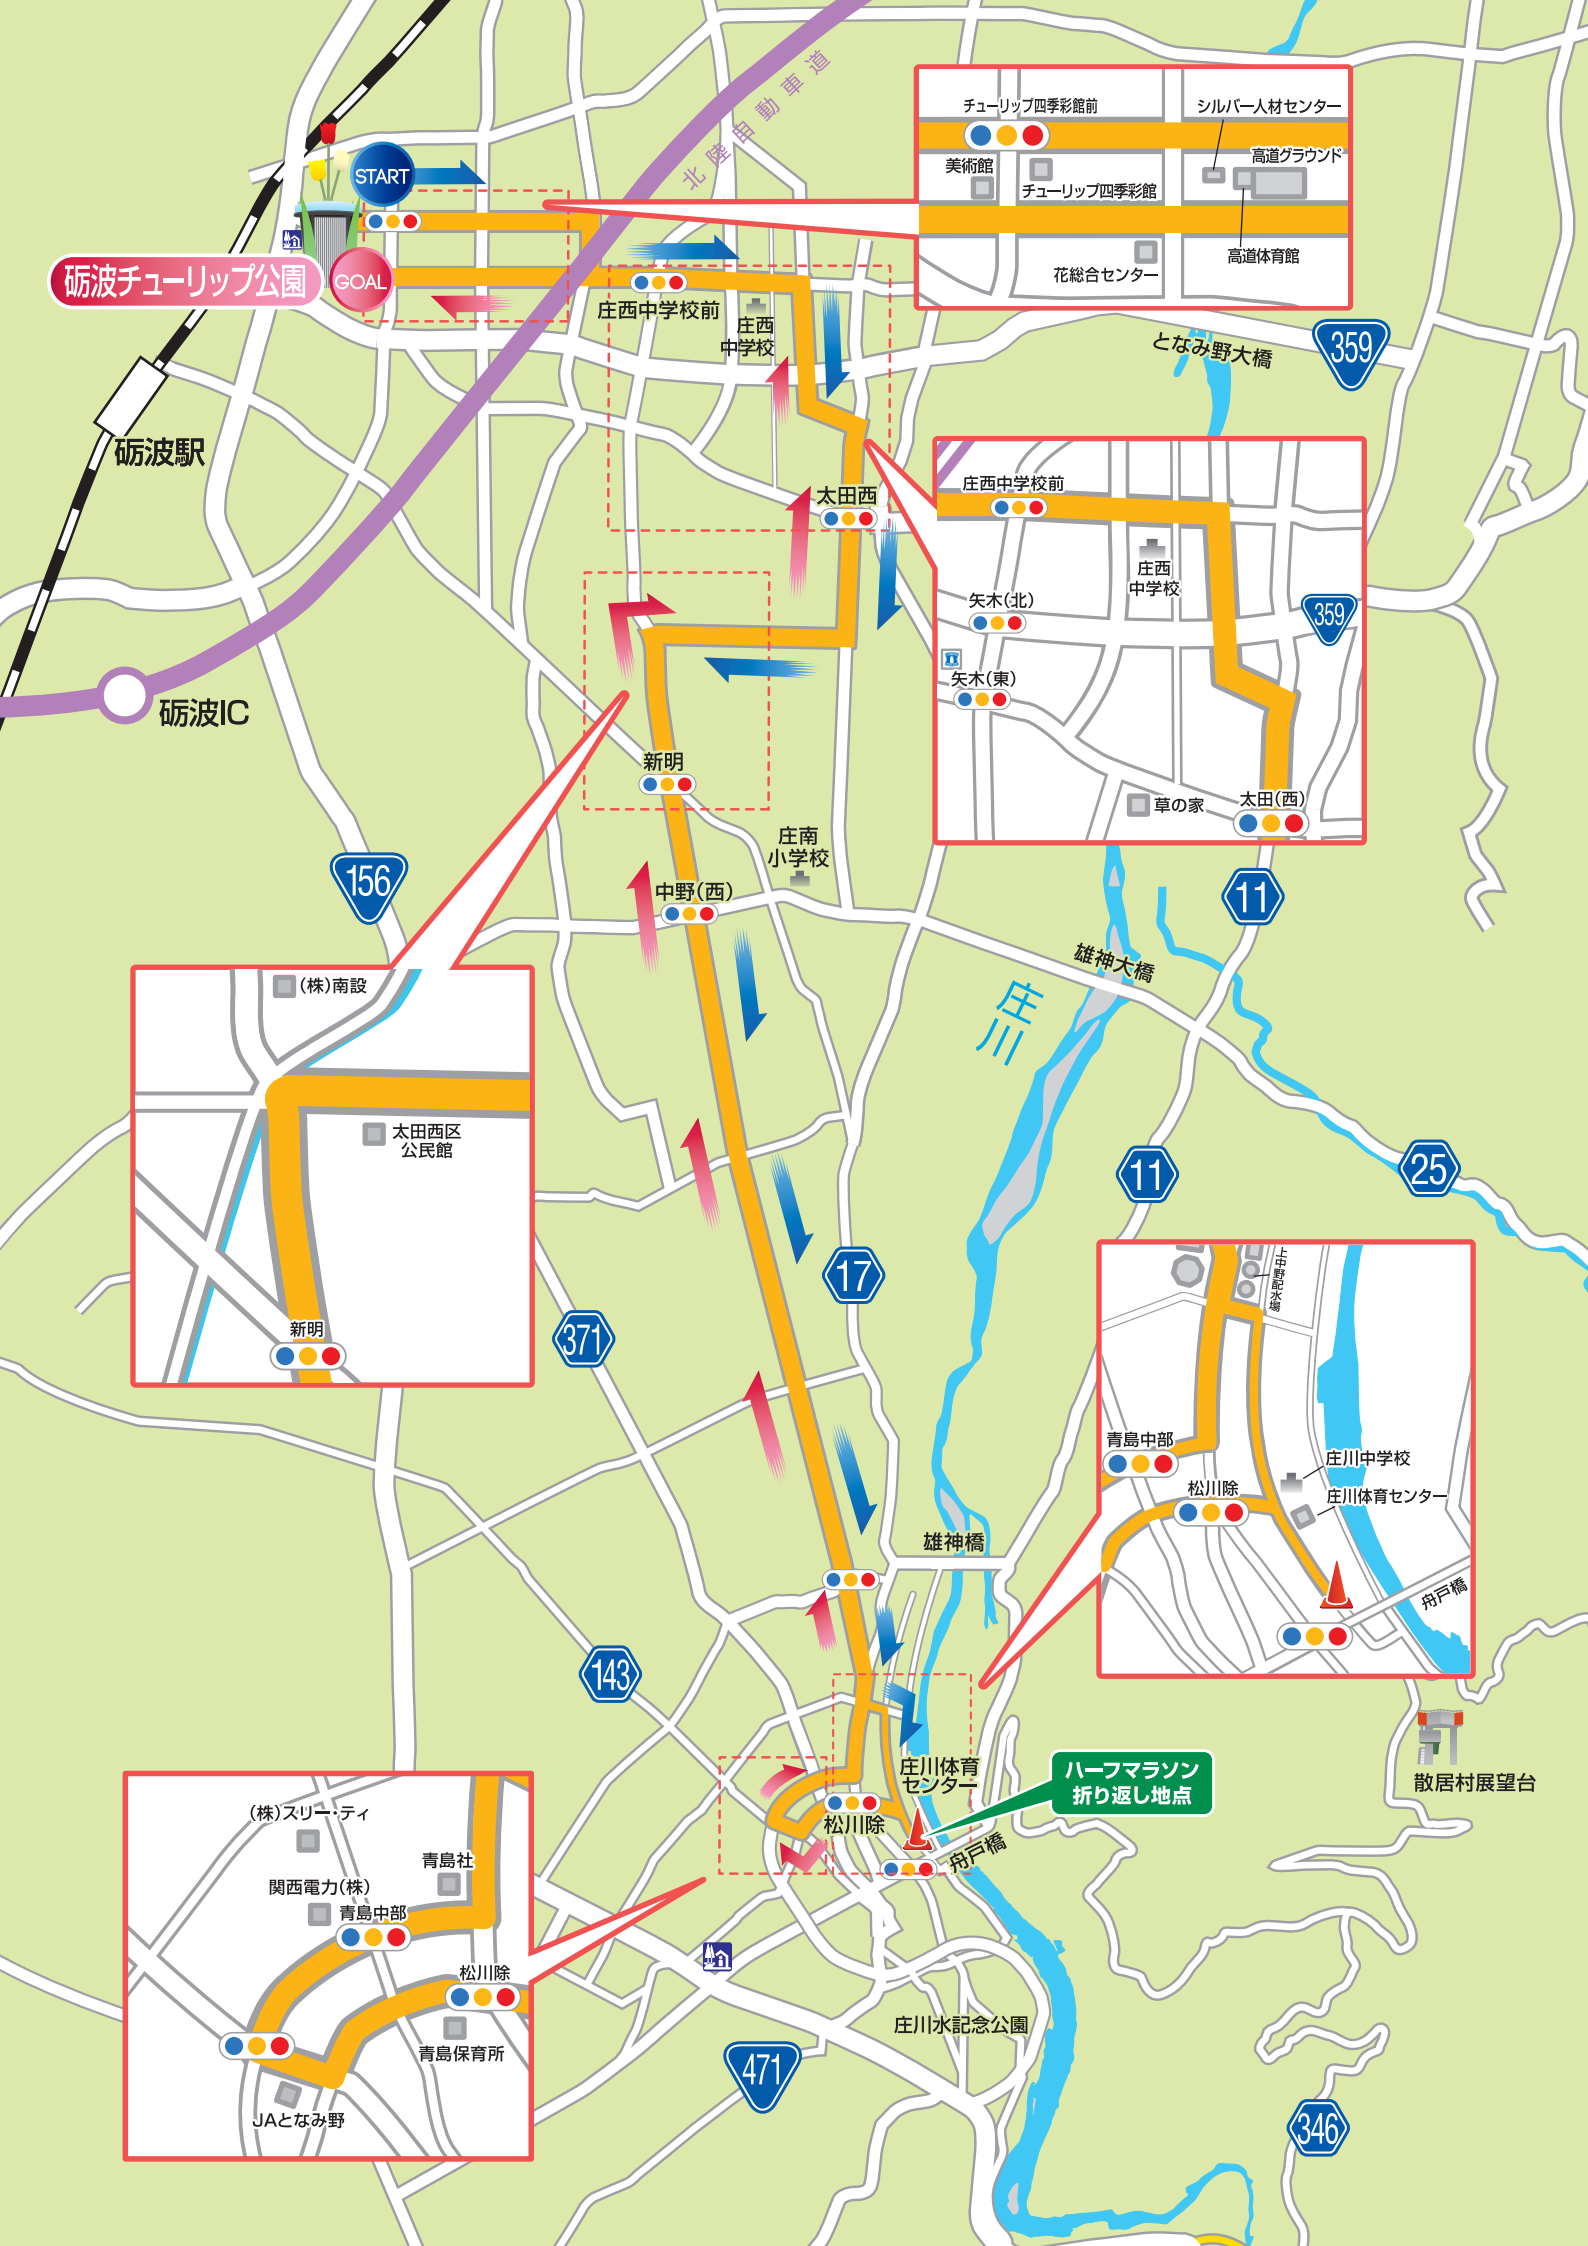 北陸自動車道
START
GOAL
砺波チューリップ公園
庄西中学校前
庄西
中学校
砺波駅
砺波IC
太田西
新明
中野(西)
庄南
小学校
156
チューリップ四季彩館前
シルバー人材センター
美術館
チューリップ四季彩館
高道グラウンド
高道体育館
花総合センター
となみ野大橋
359
庄西中学校前
庄西
中学校
矢木(北)
359
矢木(東)
草の家
太田(西)
11
雄神大橋
庄川
(株)南設
太田西区
公民館
新明
11
25
17
371
上中野配水場
青島中部
松川除
庄川中学校
庄川体育センター
舟戸橋
雄神橋
143
庄川体育
センター
ハーフマラソン
折り返し地点
散居村展望台
松川除
舟戸橋
(株)スリー・ティ
青島社
関西電力(株)
青島中部
松川除
青島保育所
JAとなみ野
庄川水記念公園
471
346